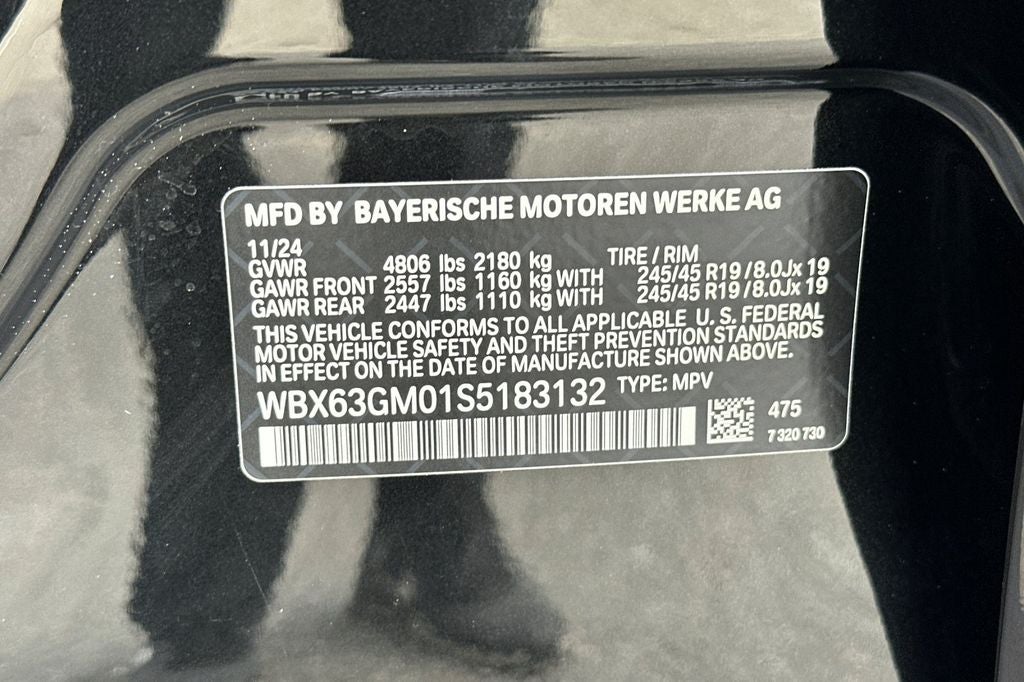 MFD BY BAYERISCHE MOTOREN WERKE AG
11/24
GVWR 4806 lbs 2180 kg TIRE / RIM
GAWR FRONT 2557 lbs 1160 kg WITH 245/45 R19 / 8.0Jx 19
GAWR REAR 2447 lbs 1110 kg WITH 245/45 R19 / 8.0Jx 19
THIS VEHICLE CONFORMS TO ALL APPLICABLE U. S. FEDERAL
MOTOR VEHICLE SAFETY AND THEFT PREVENTION STANDARDS
IN EFFECT ON THE DATE OF MANUFACTURE SHOWN ABOVE.
WBX63GM01S5183132 TYPE: MPV
475
7 320 730